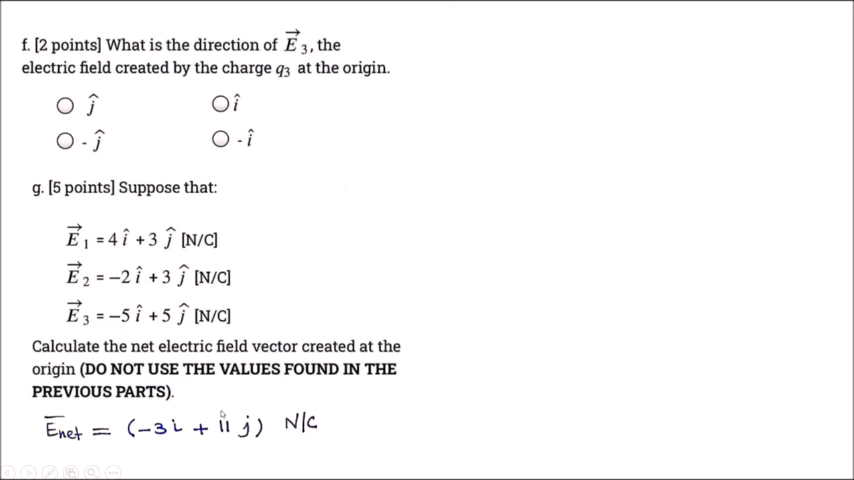 f. [2 points] What is the direction of E⃗₃, the
electric field created by the charge q₃ at the origin.
ĵ î
- ĵ - î
g. [5 points] Suppose that:
E⃗₁ = 4 î + 3 ĵ [N/C]
E⃗₂ = −2 î + 3 ĵ [N/C]
E⃗₃ = −5 î + 5 ĵ [N/C]
Calculate the net electric field vector created at the
origin (DO NOT USE THE VALUES FOUND IN THE
PREVIOUS PARTS).
E̅net = (−3 i + 11 j) N/C